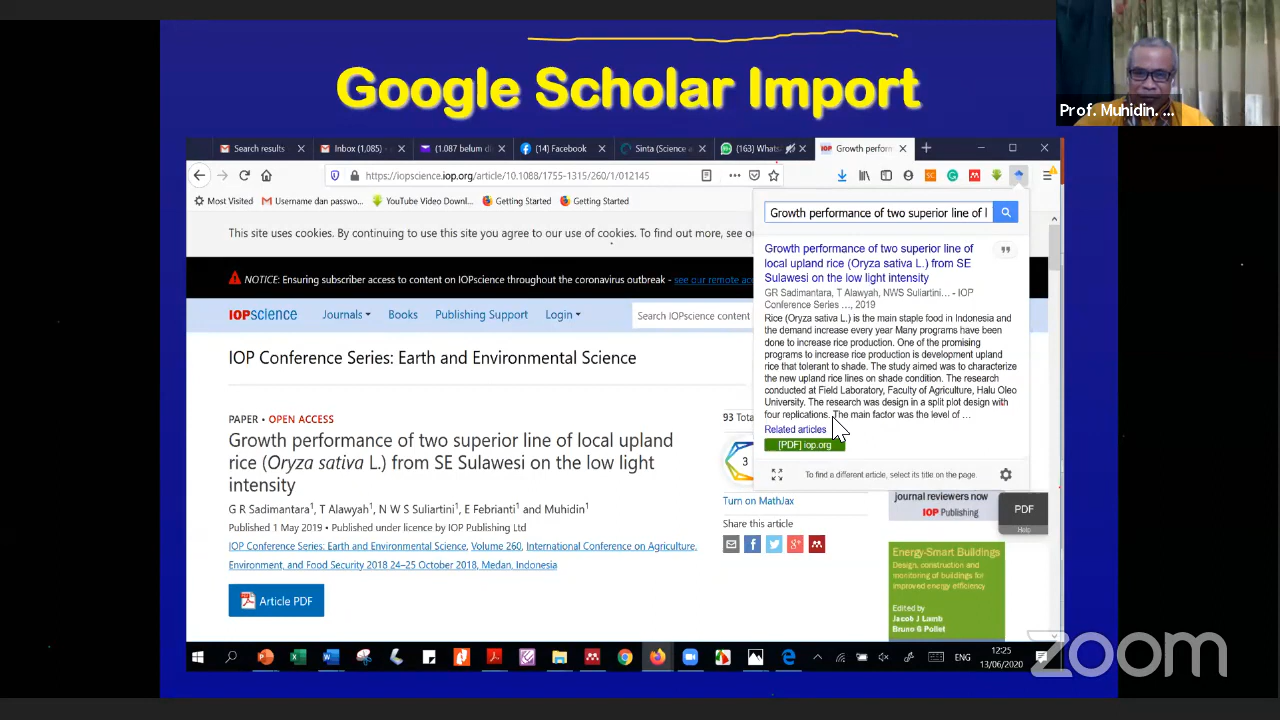 Google Scholar Import
Prof. Muhidin. ...
Search results
Inbox (1,085) -
(1.087 belum di
(14) Facebook
Sinta (Science a
(163) Whats
Growth perform
https://iopscience.iop.org/article/10.1088/1755-1315/260/1/012145
Most Visited
Username dan passwo...
YouTube Video Downl...
Getting Started
Getting Started
This site uses cookies. By continuing to use this site you agree to our use of cookies. To find out more, see ou
NOTICE: Ensuring subscriber access to content on IOPscience throughout the coronavirus outbreak - see our remote acc
IOPscience
Journals
Books
Publishing Support
Login
Search IOPscience content
IOP Conference Series: Earth and Environmental Science
PAPER • OPEN ACCESS
Growth performance of two superior line of local upland
rice (Oryza sativa L.) from SE Sulawesi on the low light
intensity
G R Sadimantara1, T Alawyah1, N W S Suliartini1, E Febrianti1 and Muhidin1
Published 1 May 2019 • Published under licence by IOP Publishing Ltd
IOP Conference Series: Earth and Environmental Science, Volume 260, International Conference on Agriculture,
Environment, and Food Security 2018 24–25 October 2018, Medan, Indonesia
Article PDF
93 Tota
3
Turn on MathJax
Share this article
Growth performance of two superior line of l
Growth performance of two superior line of
local upland rice (Oryza sativa L.) from SE
Sulawesi on the low light intensity
GR Sadimantara, T Alawyah, NWS Suliartini… - IOP
Conference Series …, 2019
Rice (Oryza sativa L.) is the main staple food in Indonesia and
the demand increase every year Many programs have been
done to increase rice production. One of the promising
programs to increase rice production is development upland
rice that tolerant to shade. The study aimed was to characterize
the new upland rice lines on shade condition. The research
conducted at Field Laboratory, Faculty of Agriculture, Halu Oleo
University. The research was design in a split plot design with
four replications. The main factor was the level of …
Related articles
[PDF] iop.org
To find a different article, select its title on the page.
journal reviewers now
IOP Publishing
PDF
Help
Energy-Smart Buildings
Design, construction and
monitoring of buildings for
improved energy efficiency
Edited by
Jacob J Lamb
Bruno G Pollet
ENG
12:25
13/06/2020
zoom